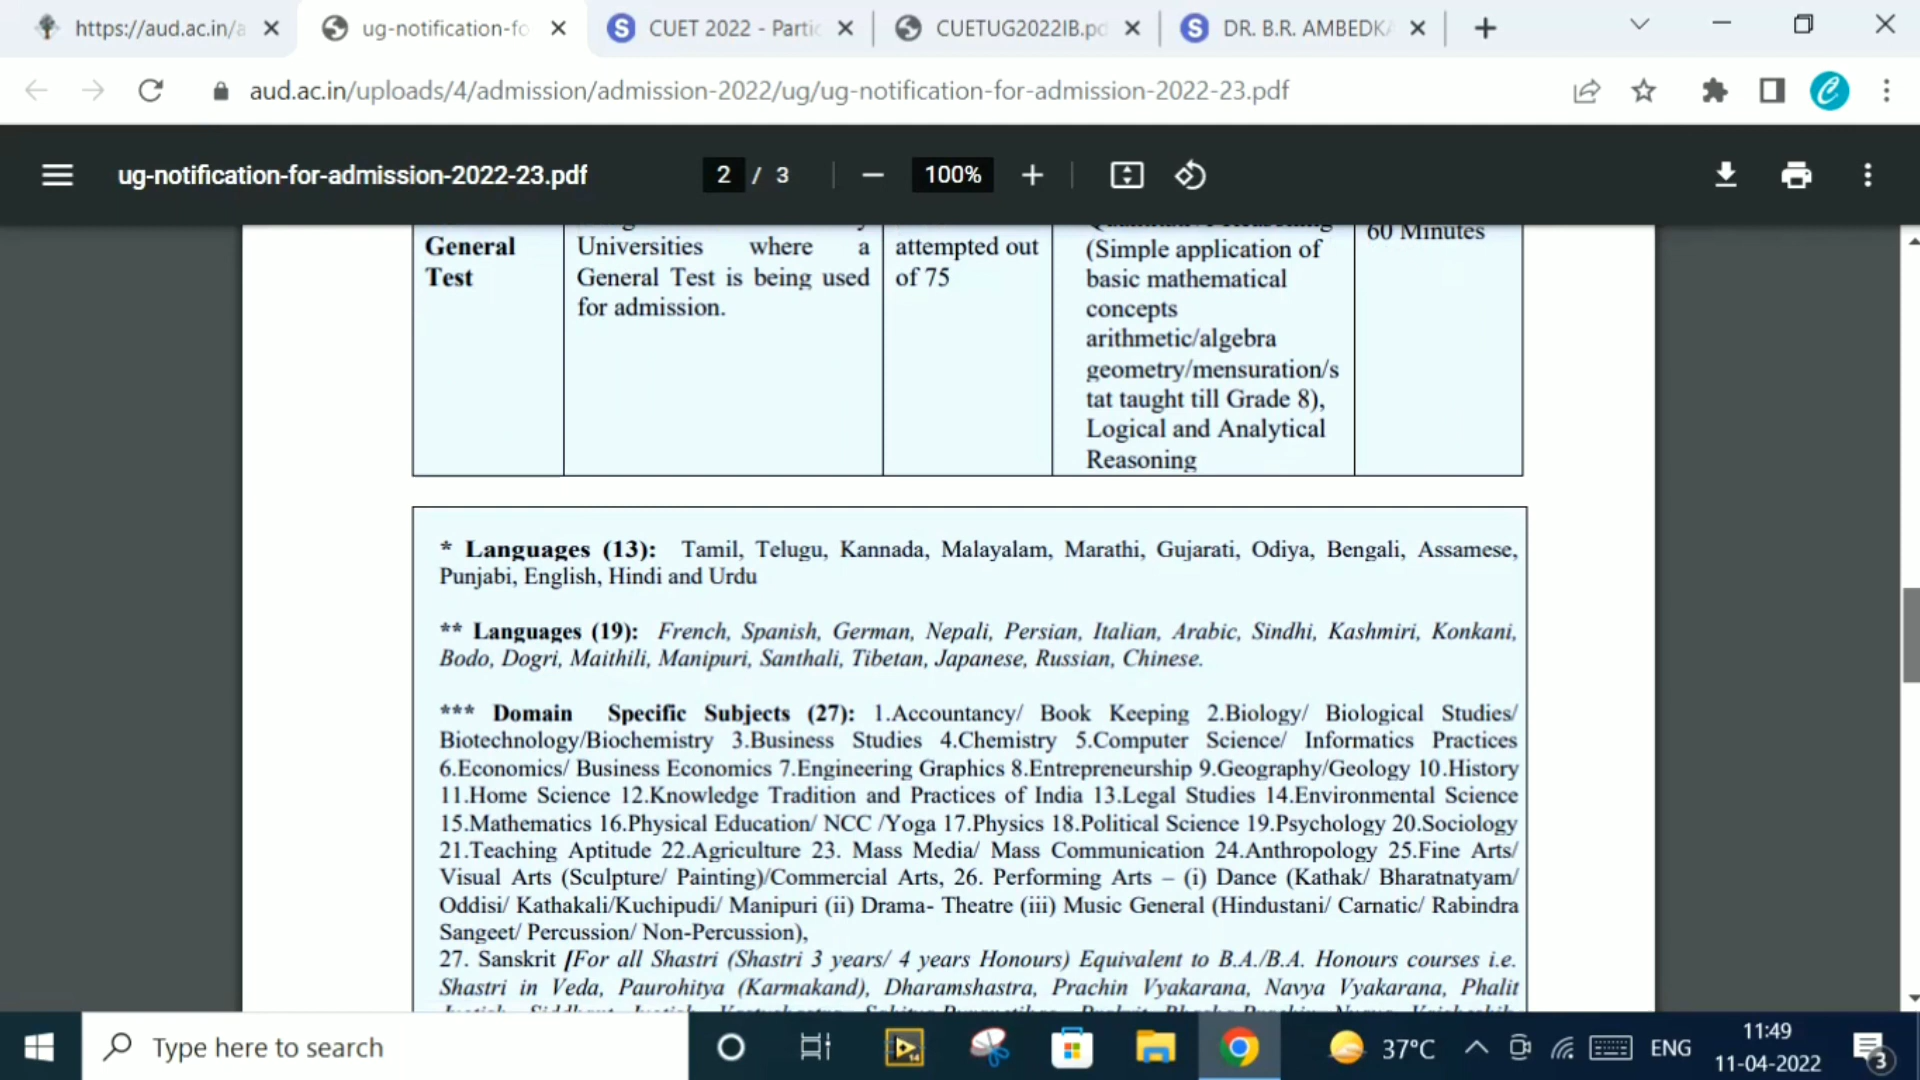 https://aud.ac.in/a
ug-notification-fo
CUET 2022 - Partic
CUETUG2022IB.pd
DR. B.R. AMBEDKA
aud.ac.in/uploads/4/admission/admission-2022/ug/ug-notification-for-admission-2022-23.pdf
ug-notification-for-admission-2022-23.pdf
2 / 3
100%
General
Test
Universities where a
General Test is being used
for admission.
attempted out
of 75
(Simple application of
basic mathematical
concepts
arithmetic/algebra
geometry/mensuration/s
tat taught till Grade 8),
Logical and Analytical
Reasoning
60 Minutes
* Languages (13): Tamil, Telugu, Kannada, Malayalam, Marathi, Gujarati, Odiya, Bengali, Assamese,
Punjabi, English, Hindi and Urdu
** Languages (19): French, Spanish, German, Nepali, Persian, Italian, Arabic, Sindhi, Kashmiri, Konkani,
Bodo, Dogri, Maithili, Manipuri, Santhali, Tibetan, Japanese, Russian, Chinese.
*** Domain Specific Subjects (27): 1.Accountancy/ Book Keeping 2.Biology/ Biological Studies/
Biotechnology/Biochemistry 3.Business Studies 4.Chemistry 5.Computer Science/ Informatics Practices
6.Economics/ Business Economics 7.Engineering Graphics 8.Entrepreneurship 9.Geography/Geology 10.History
11.Home Science 12.Knowledge Tradition and Practices of India 13.Legal Studies 14.Environmental Science
15.Mathematics 16.Physical Education/ NCC /Yoga 17.Physics 18.Political Science 19.Psychology 20.Sociology
21.Teaching Aptitude 22.Agriculture 23. Mass Media/ Mass Communication 24.Anthropology 25.Fine Arts/
Visual Arts (Sculpture/ Painting)/Commercial Arts, 26. Performing Arts – (i) Dance (Kathak/ Bharatnatyam/
Oddisi/ Kathakali/Kuchipudi/ Manipuri (ii) Drama- Theatre (iii) Music General (Hindustani/ Carnatic/ Rabindra
Sangeet/ Percussion/ Non-Percussion),
27. Sanskrit [For all Shastri (Shastri 3 years/ 4 years Honours) Equivalent to B.A./B.A. Honours courses i.e.
Shastri in Veda, Paurohitya (Karmakand), Dharamshastra, Prachin Vyakarana, Navya Vyakarana, Phalit
Type here to search
14
37°C
ENG
11:49
11-04-2022
3